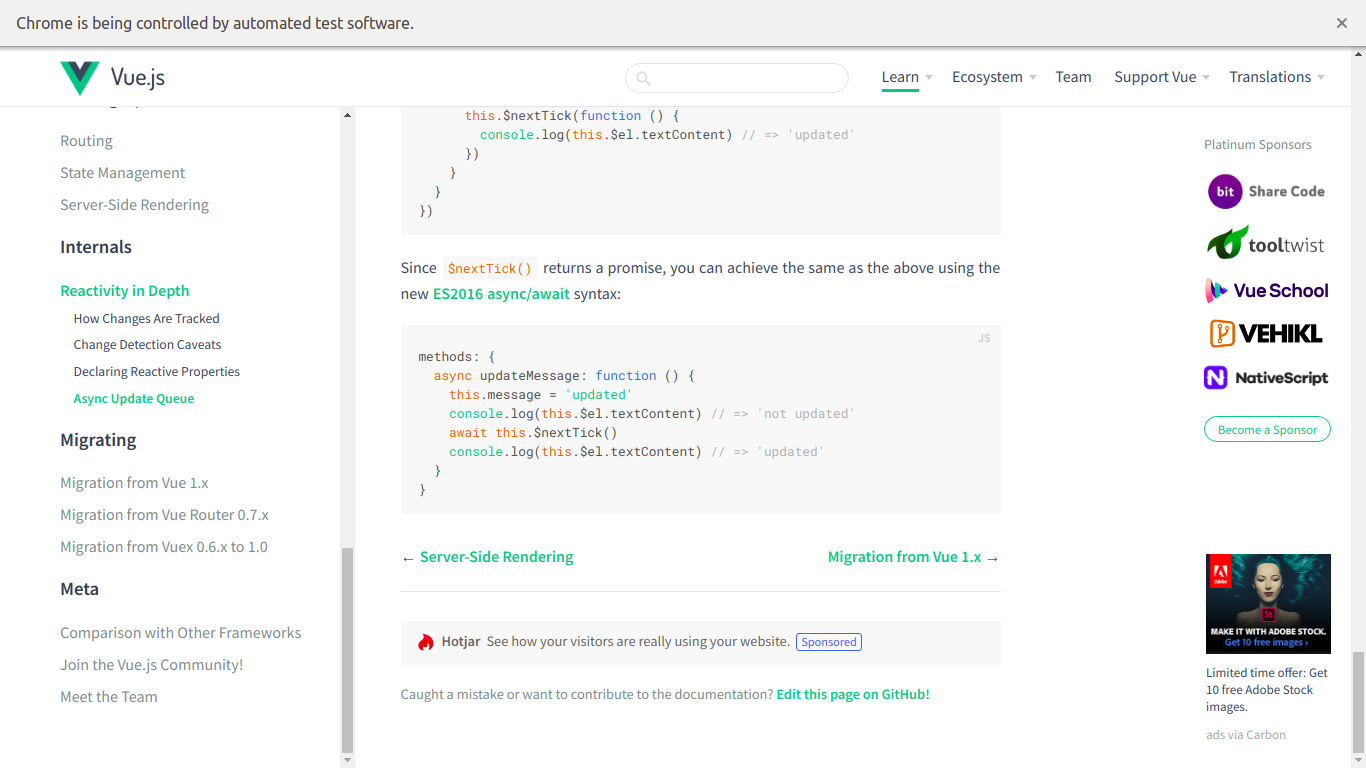 Chrome is being controlled by automated test software.
Vue.js
Learn
Ecosystem
Team
Support Vue
Translations
Routing
State Management
Server-Side Rendering
Internals
Reactivity in Depth
How Changes Are Tracked
Change Detection Caveats
Declaring Reactive Properties
Async Update Queue
Migrating
Migration from Vue 1.x
Migration from Vue Router 0.7.x
Migration from Vuex 0.6.x to 1.0
Meta
Comparison with Other Frameworks
Join the Vue.js Community!
Meet the Team
this.$nextTick(function () {
console.log(this.$el.textContent) // => 'updated'
})
}
}
})
Since $nextTick() returns a promise, you can achieve the same as the above using the
new ES2016 async/await syntax:
JS
methods: {
async updateMessage: function () {
this.message = 'updated'
console.log(this.$el.textContent) // => 'not updated'
await this.$nextTick()
console.log(this.$el.textContent) // => 'updated'
}
}
← Server-Side Rendering
Migration from Vue 1.x →
Hotjar See how your visitors are really using your website. Sponsored
Caught a mistake or want to contribute to the documentation? Edit this page on GitHub!
Platinum Sponsors
bit Share Code
tooltwist
Vue School
VEHIKL
NativeScript
Become a Sponsor
Adobe
St
MAKE IT WITH ADOBE STOCK.
Get 10 free images ›
Limited time offer: Get
10 free Adobe Stock
images.
ads via Carbon